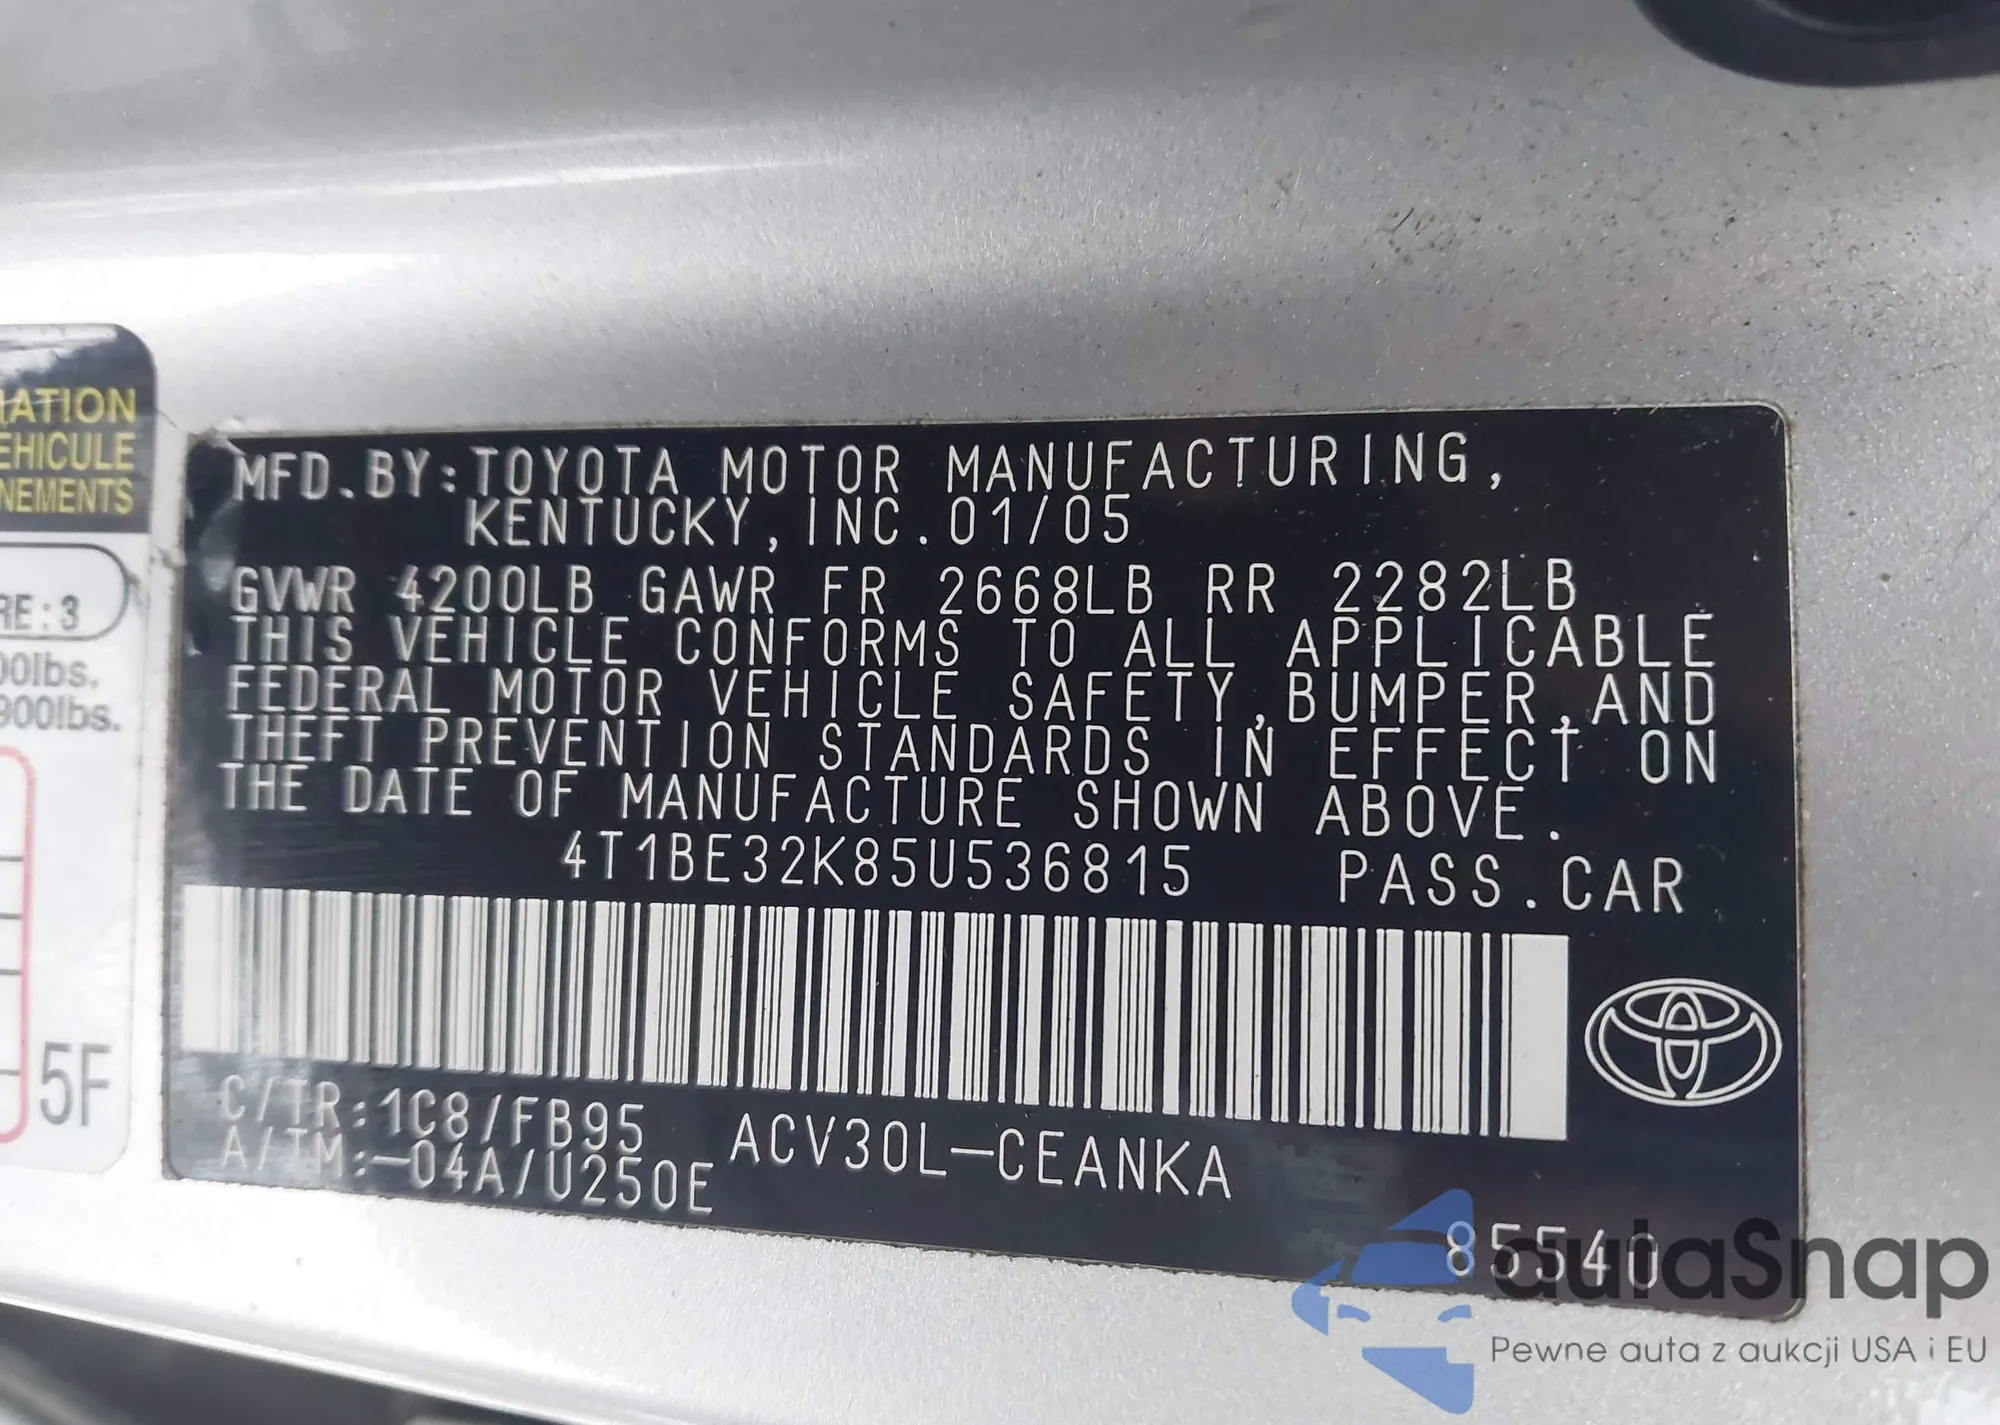 MFD.BY:TOYOTA MOTOR MANUFACTURING,
KENTUCKY,INC.01/05
GVWR 4200LB GAWR FR 2668LB RR 2282LB
THIS VEHICLE CONFORMS TO ALL APPLICABLE
FEDERAL MOTOR VEHICLE SAFETY,BUMPER,AND
THEFT PREVENTION STANDARDS IN EFFECT ON
THE DATE OF MANUFACTURE SHOWN ABOVE.
4T1BE32K85U536815 PASS.CAR
C/TR:1C8/FB95 ACV30L-CEANKA
A/TM:-04A/U250E
85540
IATION
EHICULE
NEMENTS
RE:3
00lbs.
900lbs.
5F
autaSnap
Pewne auta z aukcji USA i EU